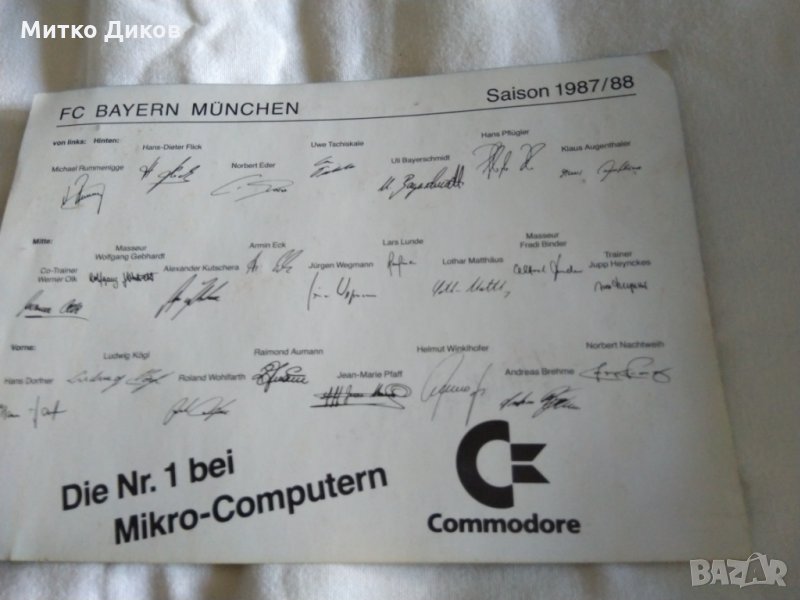 Митко Диков
FC BAYERN MÜNCHEN
Saison 1987/88
von links: Hinten:
Michael Rummenigge
Hans-Dieter Flick
Norbert Eder
Uwe Tschiskale
Uli Bayerschmidt
Hans Pflügler
Klaus Augenthaler
Mitte:
Co-Trainer
Werner Olk
Masseur
Wolfgang Gebhardt
Alexander Kutschera
Armin Eck
Jürgen Wegmann
Lars Lunde
Lothar Matthäus
Masseur
Fredi Binder
Trainer
Jupp Heynckes
Vorne:
Hans Dorfner
Ludwig Kögl
Roland Wohlfarth
Raimond Aumann
Jean-Marie Pfaff
Helmut Winklhofer
Andreas Brehme
Norbert Nachtweih
Die Nr. 1 bei
Mikro-Computern
Commodore
BAZAR
.bg